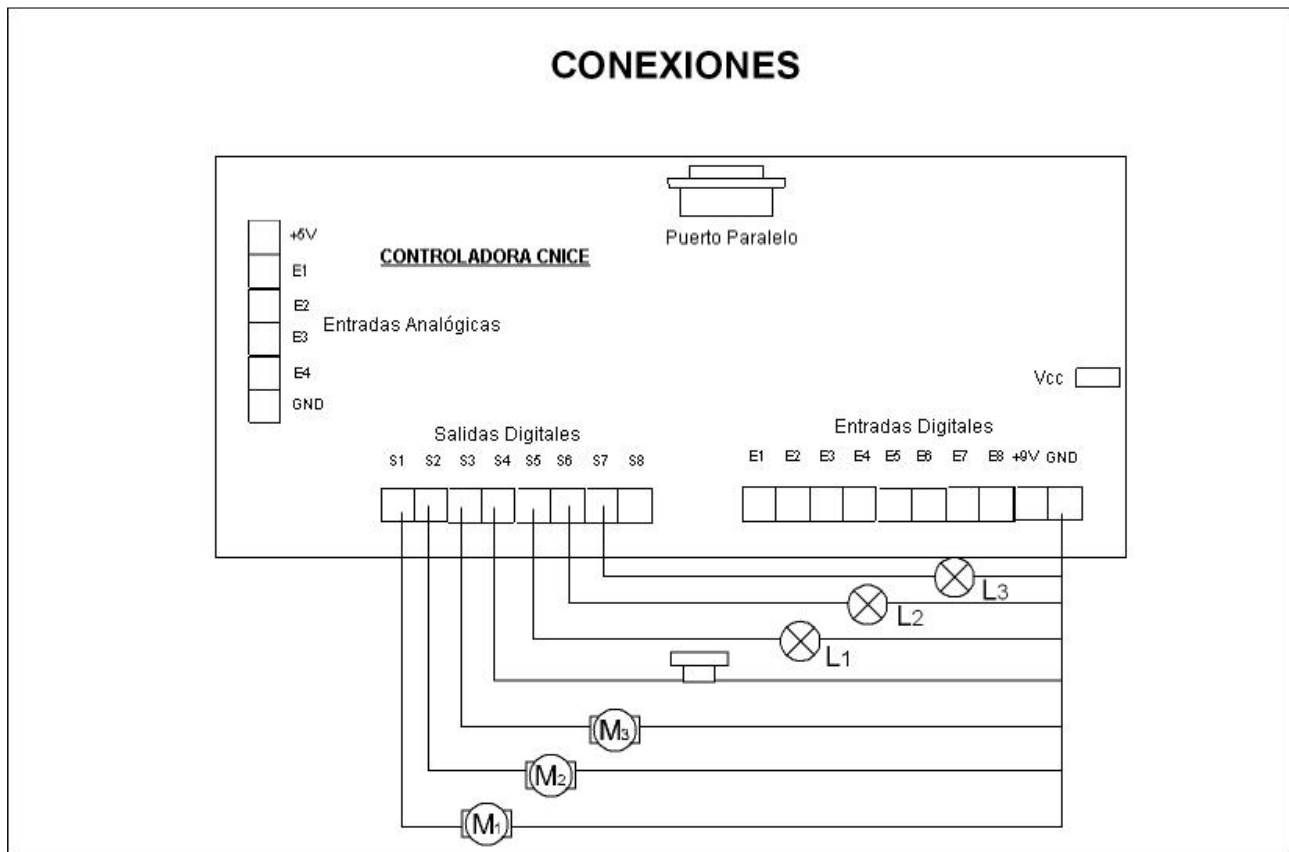 CONEXIONES
Puerto Paralelo
CONTROLADORA CNICE
+5V
E1
E2
E3
E4
GND
Entradas Analógicas
Vcc
Salidas Digitales
S1 S2 S3 S4 S5 S6 S7 S8
Entradas Digitales
E1 E2 E3 E4 E5 E6 E7 E8 +9V GND
L3
L2
L1
M3
M2
M1